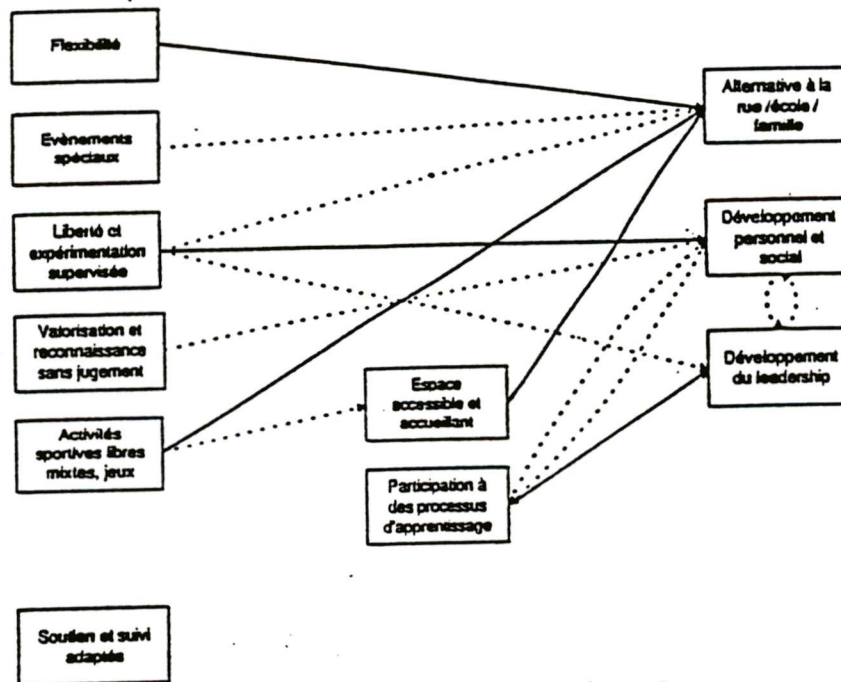 Flexibilité
Evènements
spéciaux
Liberté et
expérimentation
supervisée
Valorisation et
reconnaissance
sans jugement
Activités
sportives libres
mixtes, jeux
Soutien et suivi
adaptés
Espace
accessible et
accueillant
Participation à
des processus
d'apprentissage
Alternative à la
rue /école /
famille
Développement
personnel et
social
Développement
du leadership